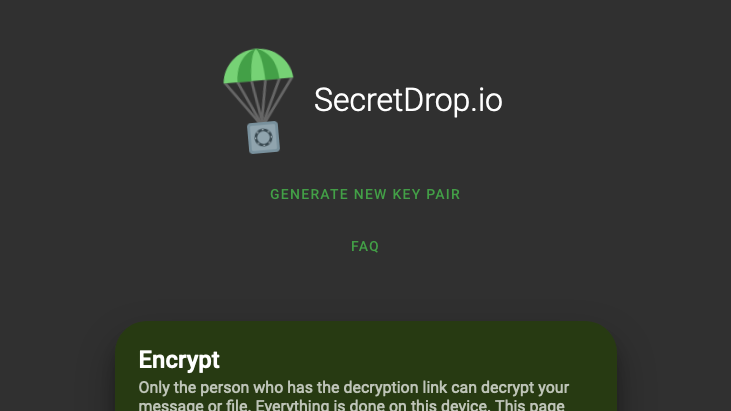 SecretDrop.io
GENERATE NEW KEY PAIR
FAQ
Encrypt
Only the person who has the decryption link can decrypt your
message or file. Everything is done on this device. This page